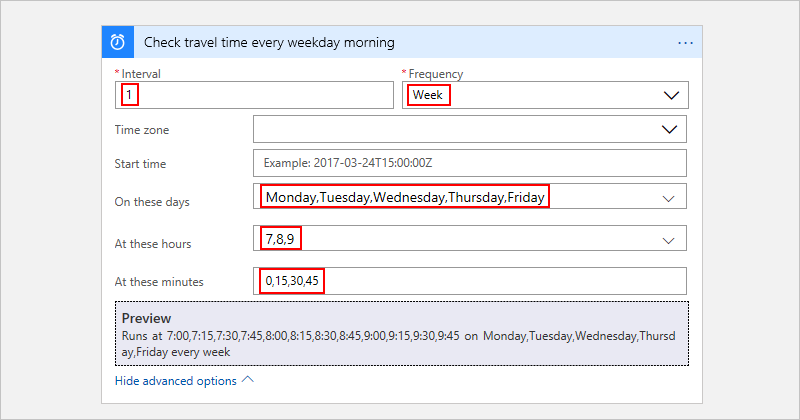 Check travel time every weekday morning ...
* Interval * Frequency
1 Week
Time zone
Start time Example: 2017-03-24T15:00:00Z
On these days Monday,Tuesday,Wednesday,Thursday,Friday
At these hours 7,8,9
At these minutes 0,15,30,45
Preview
Runs at 7:00,7:15,7:30,7:45,8:00,8:15,8:30,8:45,9:00,9:15,9:30,9:45 on Monday,Tuesday,Wednesday,Thursd
ay,Friday every week
Hide advanced options